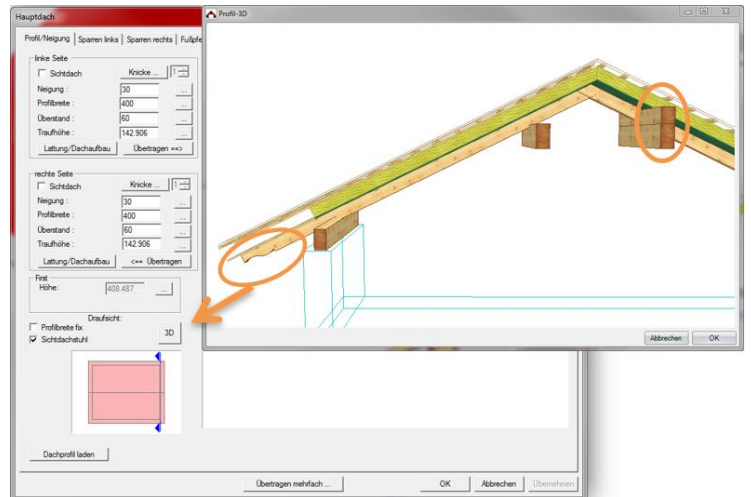 Hauptdach
Profil/Neigung
Sparren links
Sparren rechts
linke Seite
Sichtdach
Knicke ...
1
Neigung :
30
...
Profilbreite :
400
...
Überstand :
60
...
Traufhöhe :
142.906
...
Lattung/Dachaufbau
Übertragen ==>
rechte Seite
Sichtdach
Knicke ...
1
Neigung :
30
...
Profilbreite :
400
...
Überstand :
60
...
Traufhöhe :
142.906
...
Lattung/Dachaufbau
<== Übertragen
First
Höhe:
408.487
...
Draufsicht:
Profilbreite fix
Sichtdachstuhl
3D
Dachprofil laden
Übertragen mehrfach ...
OK
Abbrechen
Übernehmen
Profil-3D
Abbrechen
OK